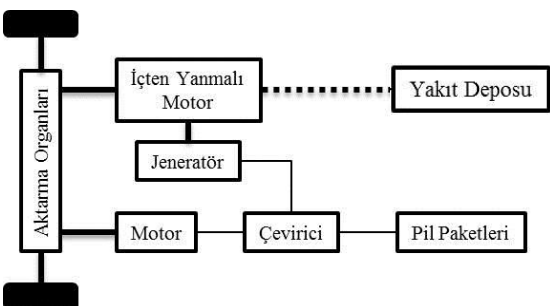 İçten Yanmalı
Motor
Yakıt Deposu
Aktarma Organları
Jeneratör
Motor
Çevirici
Pil Paketleri